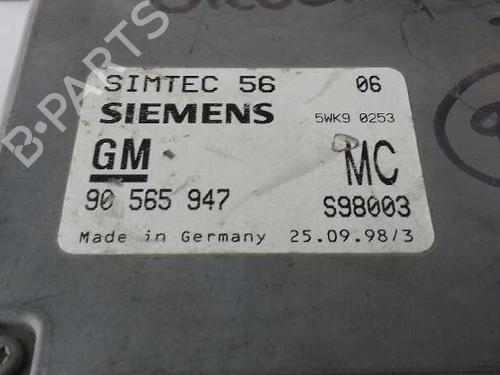 SIMTEC 56 06
SIEMENS 5WK9 0253
GM MC
90 565 947 S98003
Made in Germany 25.09.98/3